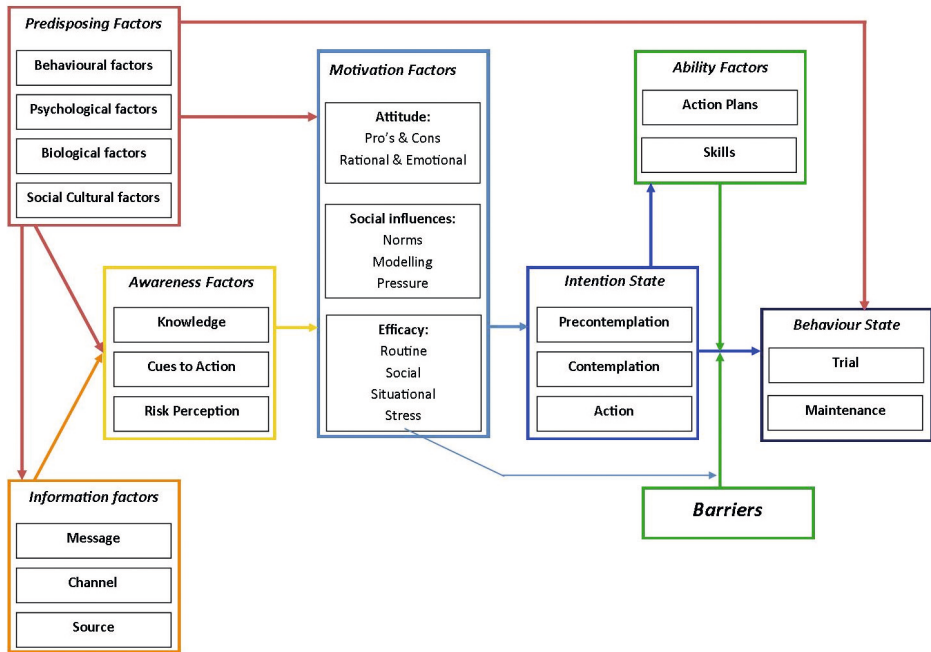 Predisposing Factors
Behavioural factors
Psychological factors
Biological factors
Social Cultural factors
Motivation Factors
Attitude:
Pro's & Cons
Rational & Emotional
Social influences:
Norms
Modelling
Pressure
Efficacy:
Routine
Social
Situational
Stress
Ability Factors
Action Plans
Skills
Awareness Factors
Knowledge
Cues to Action
Risk Perception
Intention State
Precontemplation
Contemplation
Action
Behaviour State
Trial
Maintenance
Information factors
Message
Channel
Source
Barriers